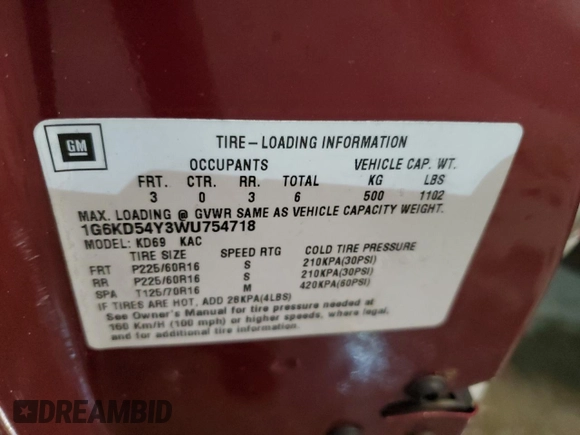 GM
TIRE-LOADING INFORMATION
OCCUPANTS VEHICLE CAP. WT.
FRT. CTR. RR. TOTAL KG LBS
3 0 3 6 500 1102
MAX. LOADING @ GVWR SAME AS VEHICLE CAPACITY WEIGHT.
1G6KD54Y3WU754718
MODEL: KD69 KAC
TIRE SIZE SPEED RTG COLD TIRE PRESSURE
FRT P225/60R16 S 210KPA(30PSI)
RR P225/60R16 S 210KPA(30PSI)
SPA T125/70R16 M 420KPA(60PSI)
IF TIRES ARE HOT, ADD 28KPA(4LBS)
See Owner's Manual for tire pressure needed at
160 Km/H (100 mph) or higher speeds, where legal,
and for additional tire information.
DREAMBID